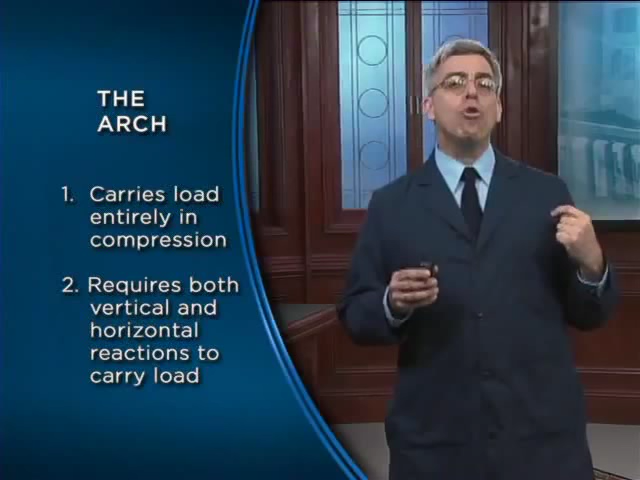 THE
ARCH
1. Carries load
entirely in
compression
2. Requires both
vertical and
horizontal
reactions to
carry load